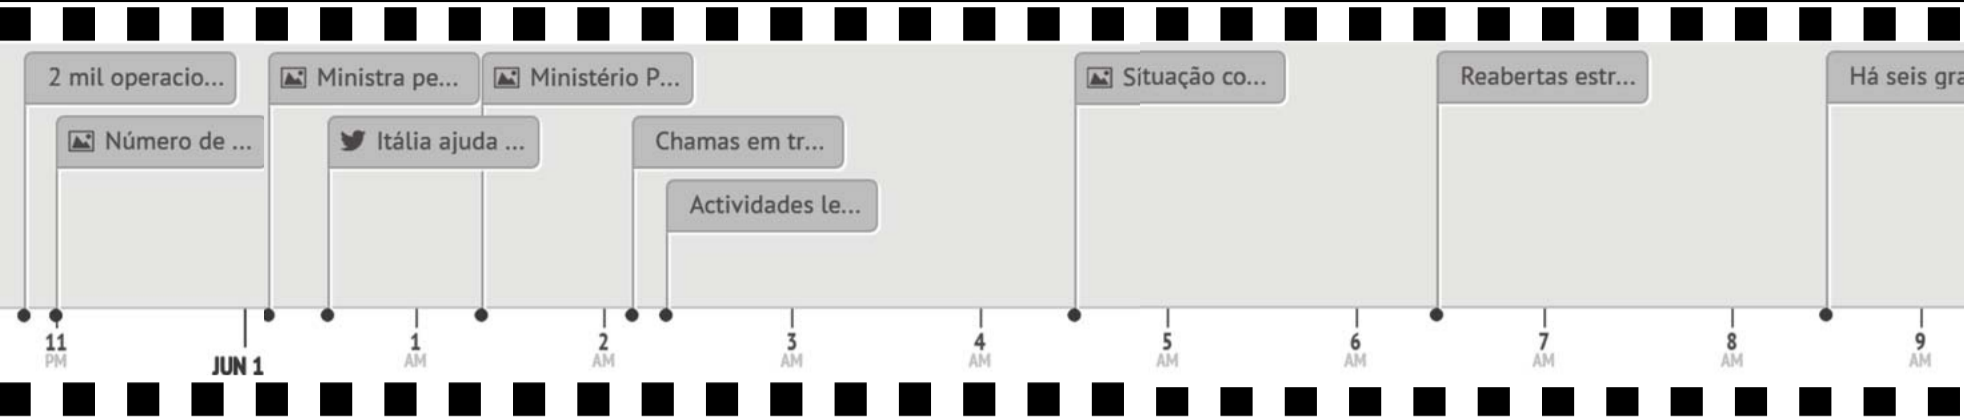 2 mil operacio...
Ministra pe...
Ministério P...
Situação co...
Reabertas estr...
Há seis gra
Número de ...
Itália ajuda ...
Chamas em tr...
Actividades le...
11
PM
JUN 1
1
AM
2
AM
3
AM
4
AM
5
AM
6
AM
7
AM
8
AM
9
AM